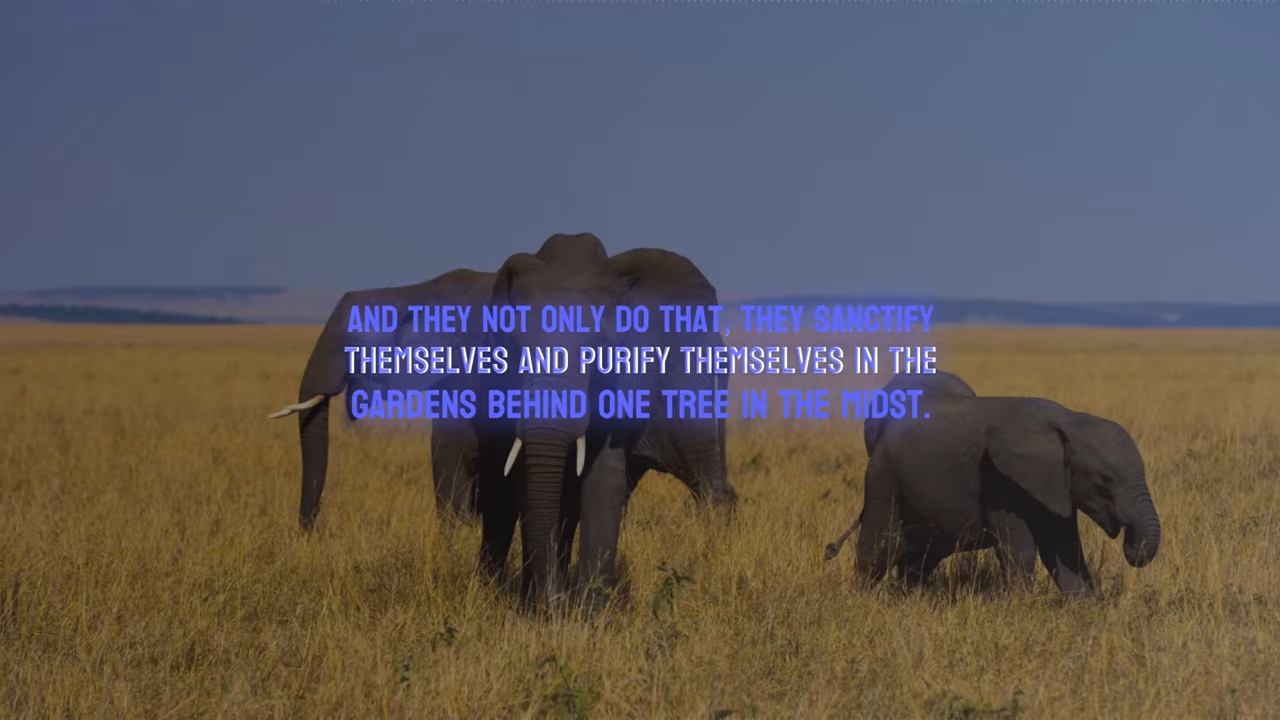 AND THEY NOT ONLY DO THAT, THEY SANCTIFY
THEMSELVES AND PURIFY THEMSELVES IN THE
GARDENS BEHIND ONE TREE IN THE MIDST.